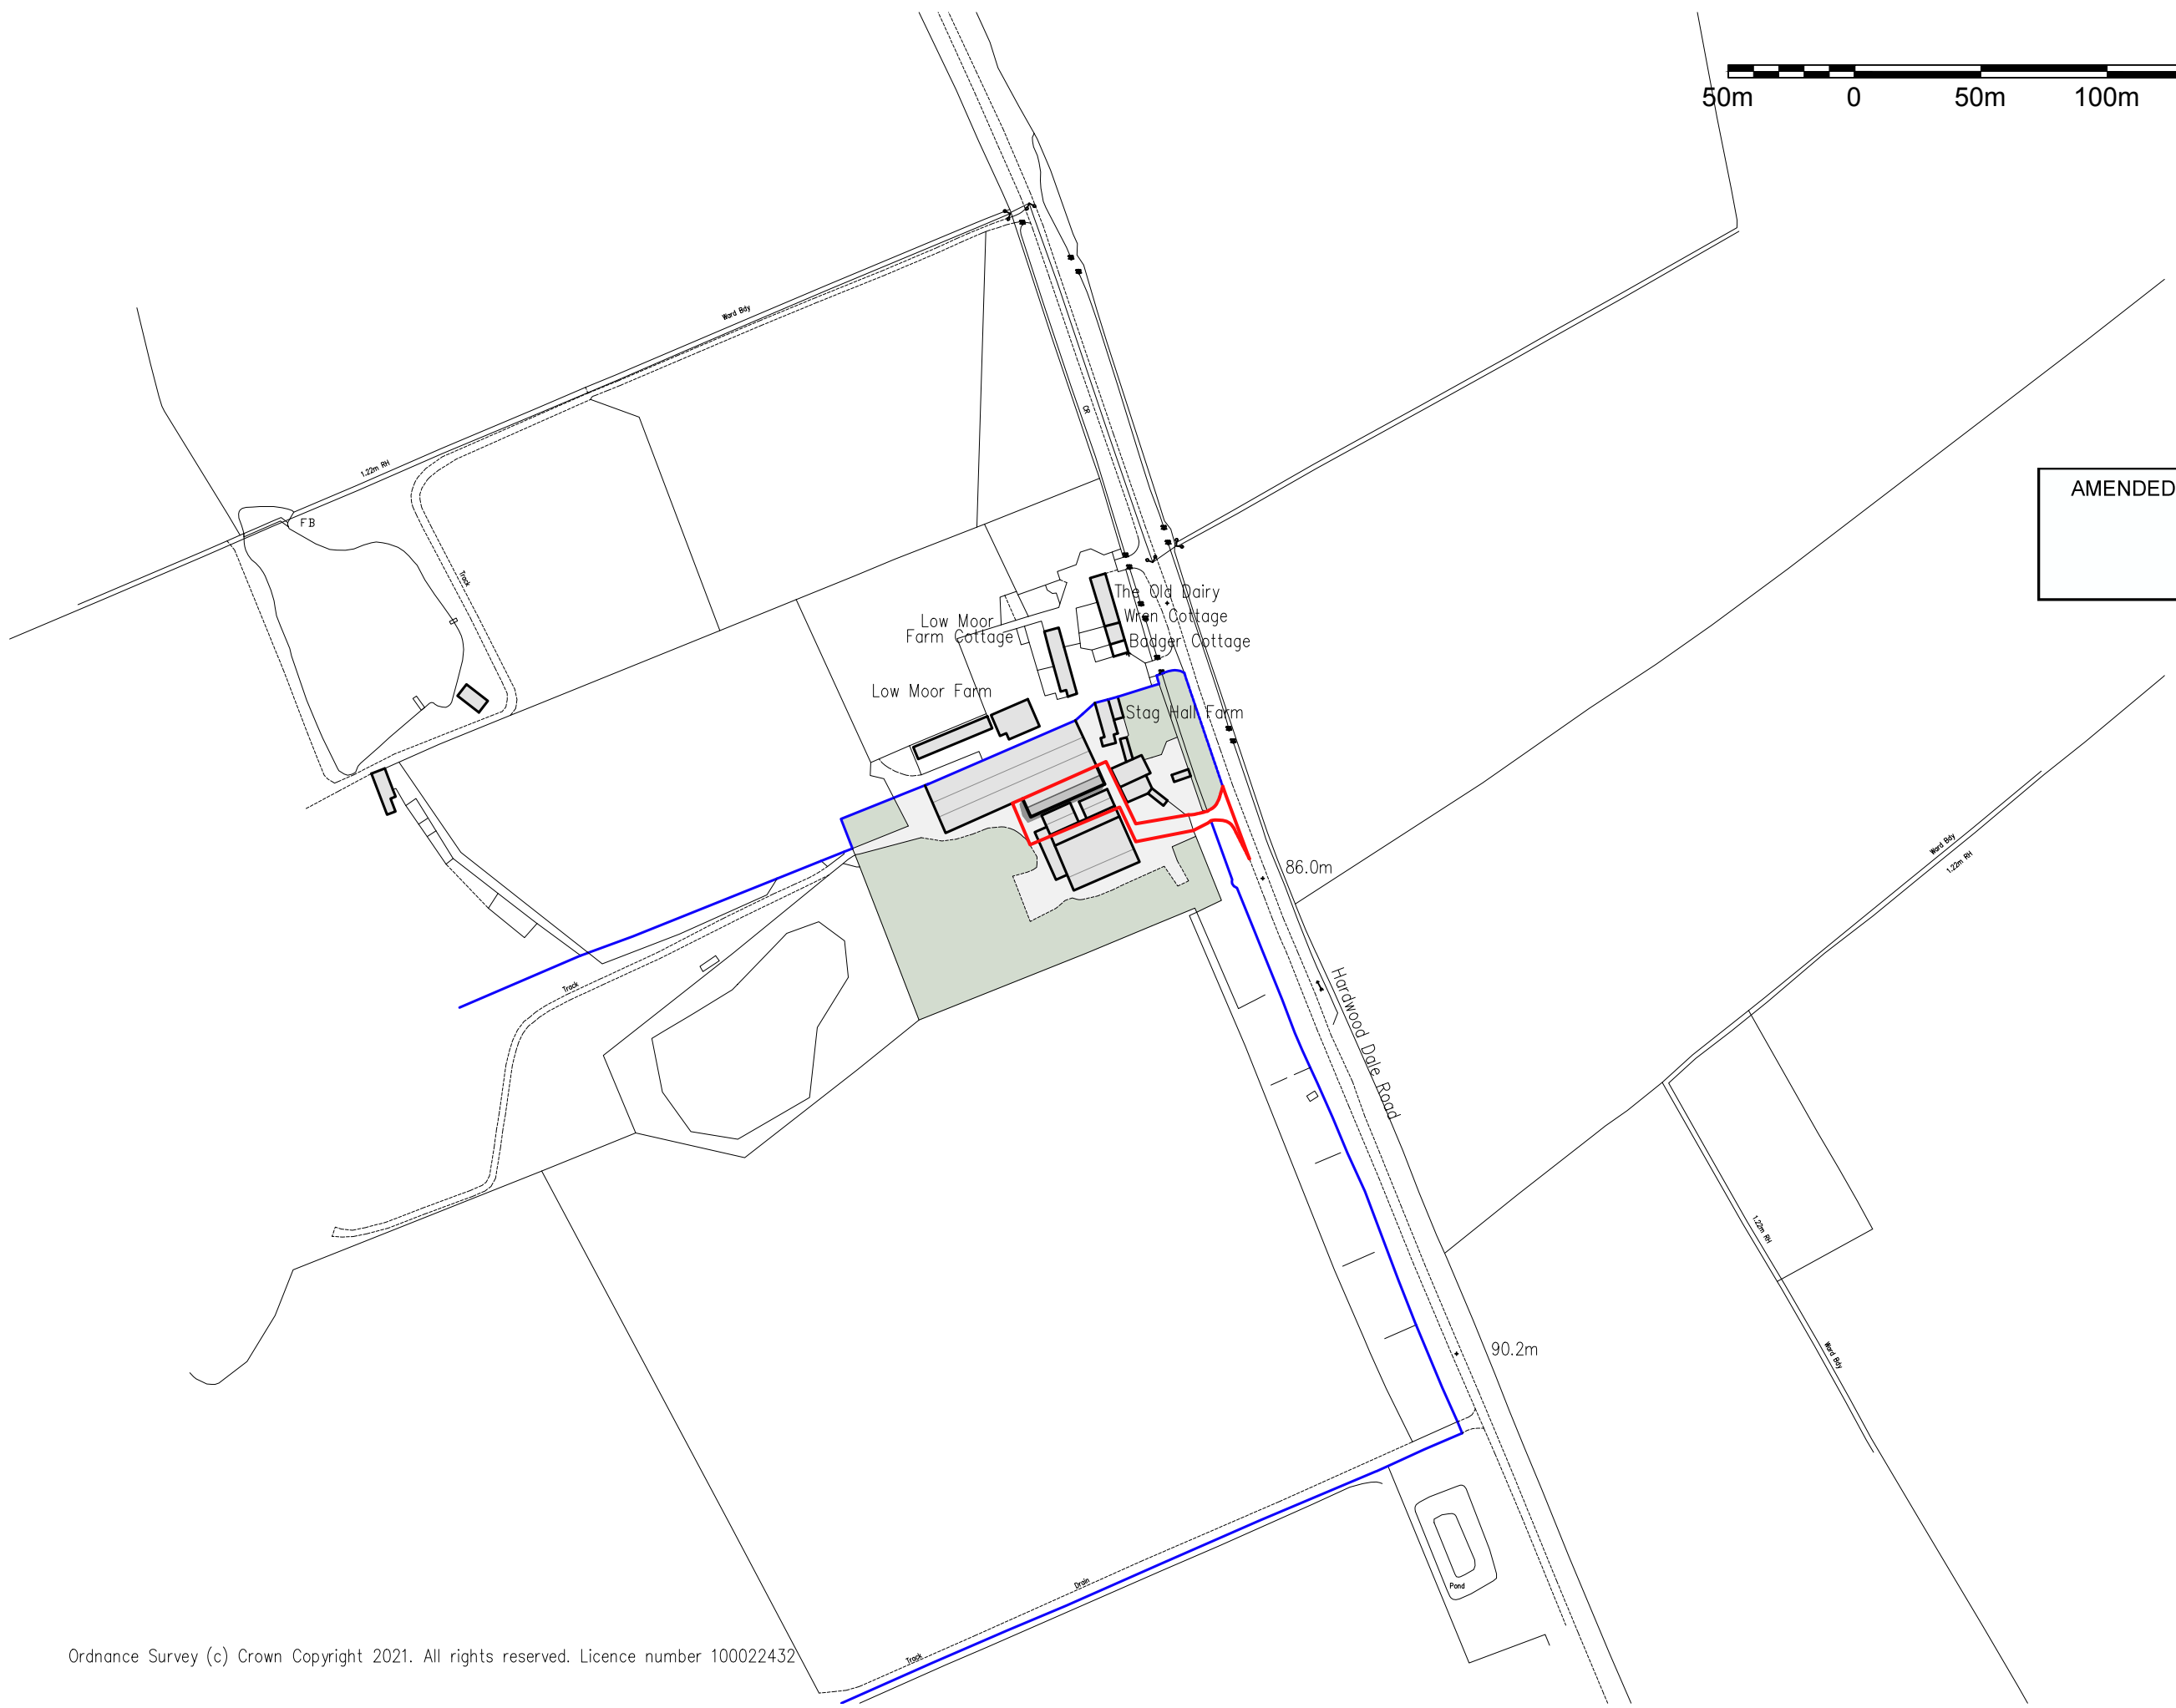 50m 0 50m 100m
AMENDED
Ward Bdy
CR
1.22m RH
FB
Track
The Old Dairy
Wren Cottage
Badger Cottage
Low Moor
Farm Cottage
Low Moor Farm
Stag Hall Farm
86.0m
Ward Bdy
1.22m RH
Track
Hardwood Dale Road
1.22m RH
Ward Bdy
90.2m
Drain
Pond
Track
Ordnance Survey (c) Crown Copyright 2021. All rights reserved. Licence number 100022432